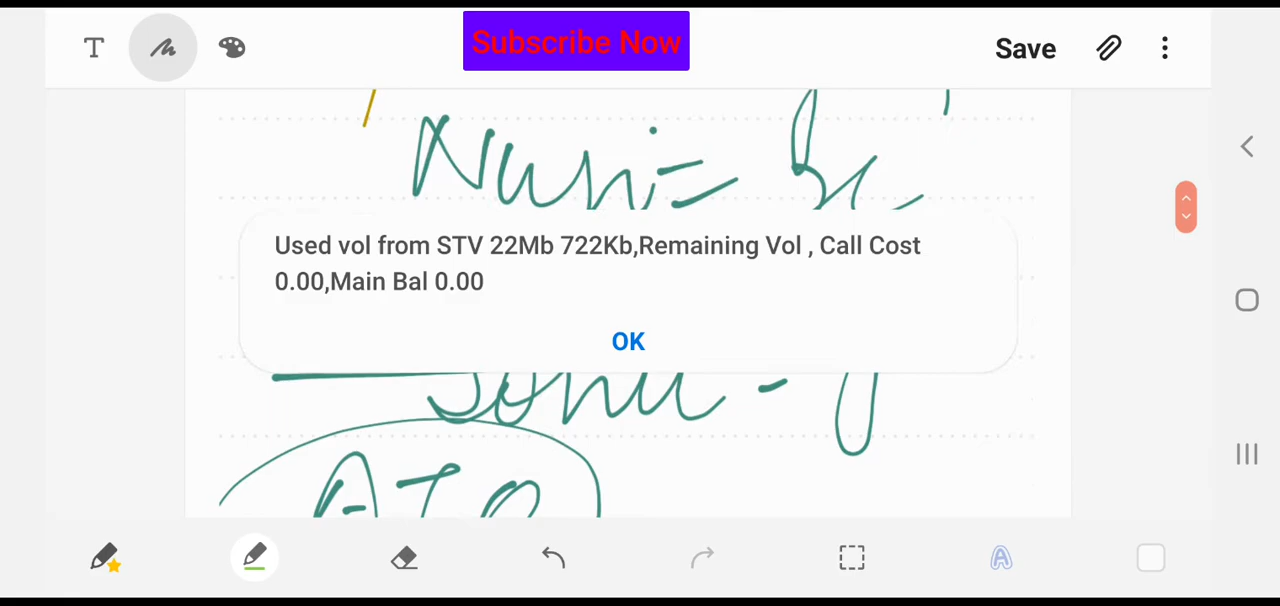 Subscribe Now
T
Save
Nasi =
Used vol from STV 22Mb 722Kb,Remaining Vol , Call Cost
0.00,Main Bal 0.00
OK
A